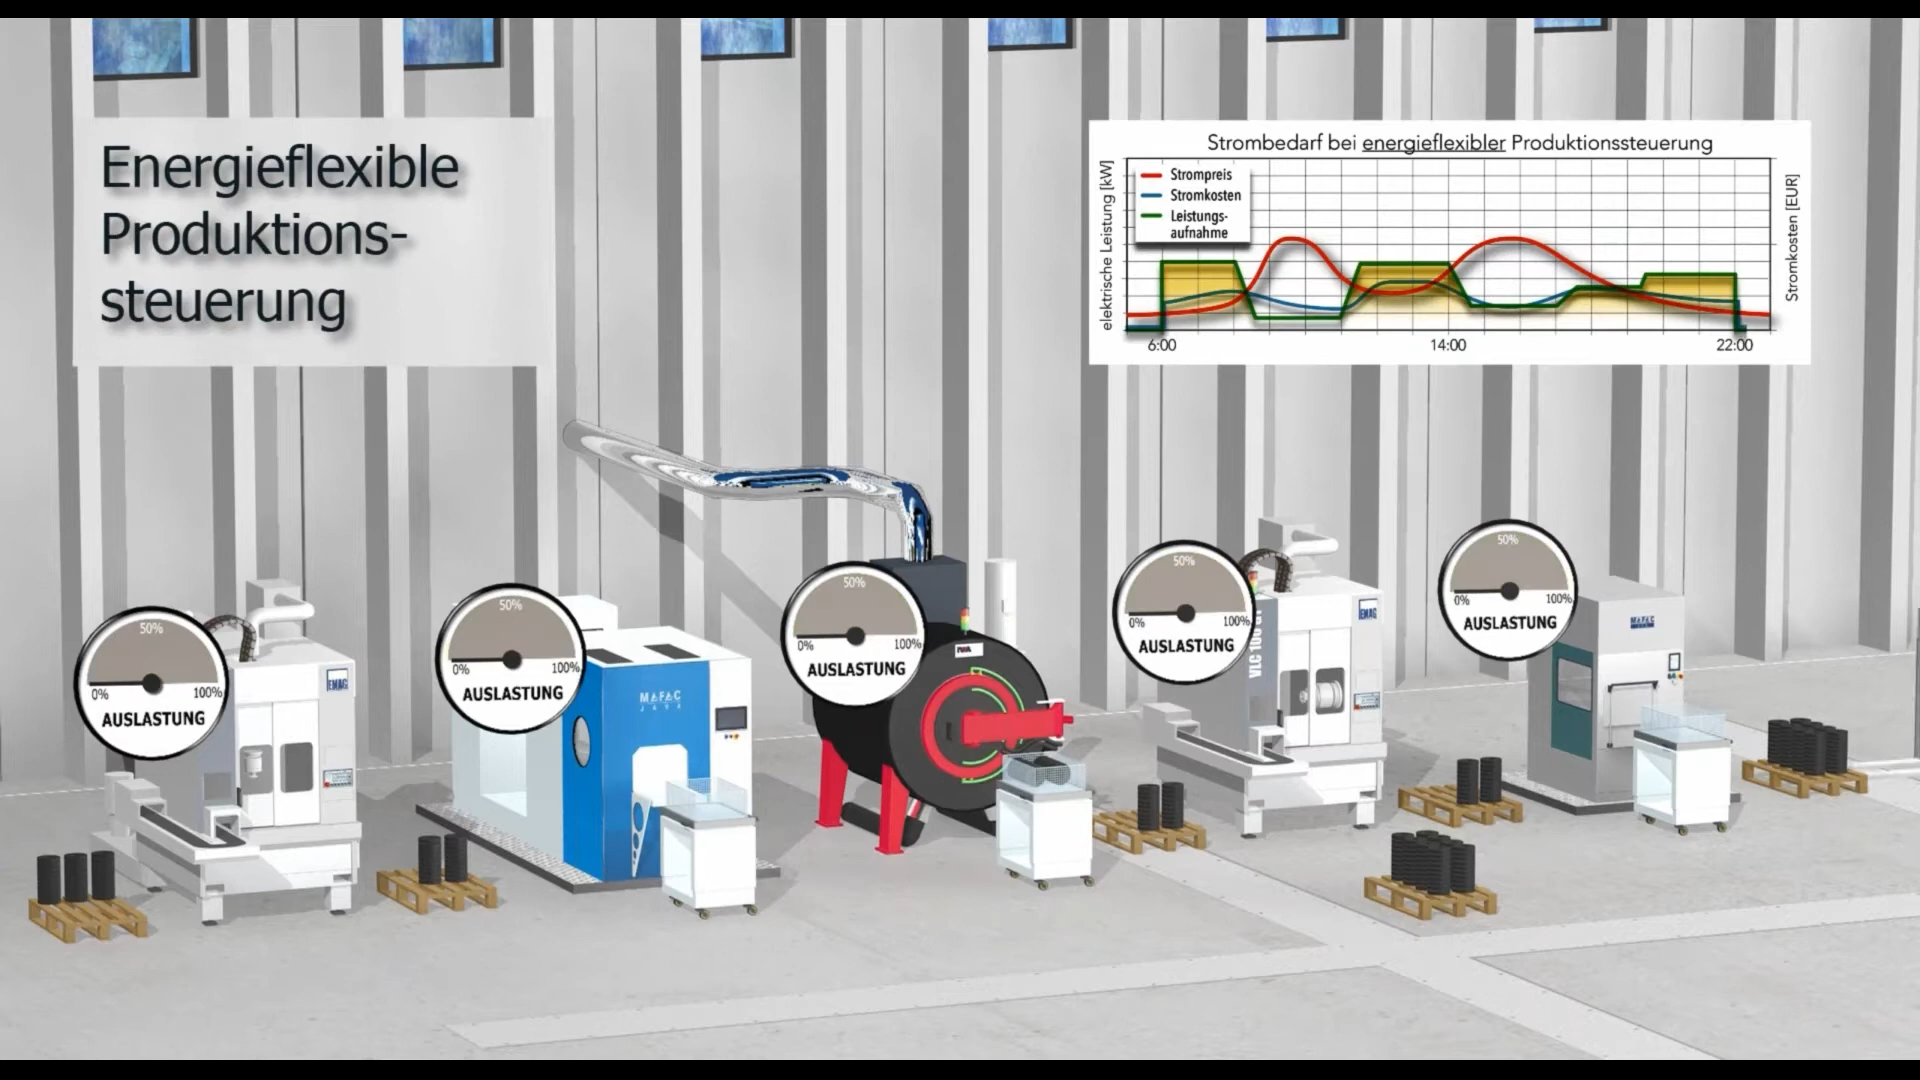 Energieflexible
Produktions-
steuerung
Strombedarf bei energieflexibler Produktionssteuerung
elektrische Leistung [kW]
Strompreis
Stromkosten
Leistungs-
aufnahme
Stromkosten [EUR]
6:00 14:00 22:00
50%
0% 100%
AUSLASTUNG
50%
0% 100%
AUSLASTUNG
50%
0% 100%
AUSLASTUNG
50%
0% 100%
AUSLASTUNG
50%
0% 100%
AUSLASTUNG
EMAG
MAFAC
JAVA
EMAG
MAFAC